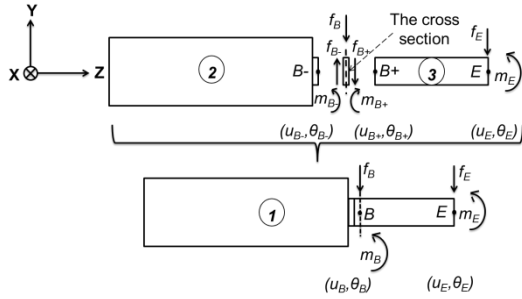 Y
X
Z
2
B-
f_B
f_B-
f_B+
The cross
section
m_B-
m_B+
B+
3
E
f_E
m_E
(u_B-,θ_B-)
(u_B+,θ_B+)
(u_E,θ_E)
1
f_B
B
m_B
f_E
E
m_E
(u_B,θ_B)
(u_E,θ_E)